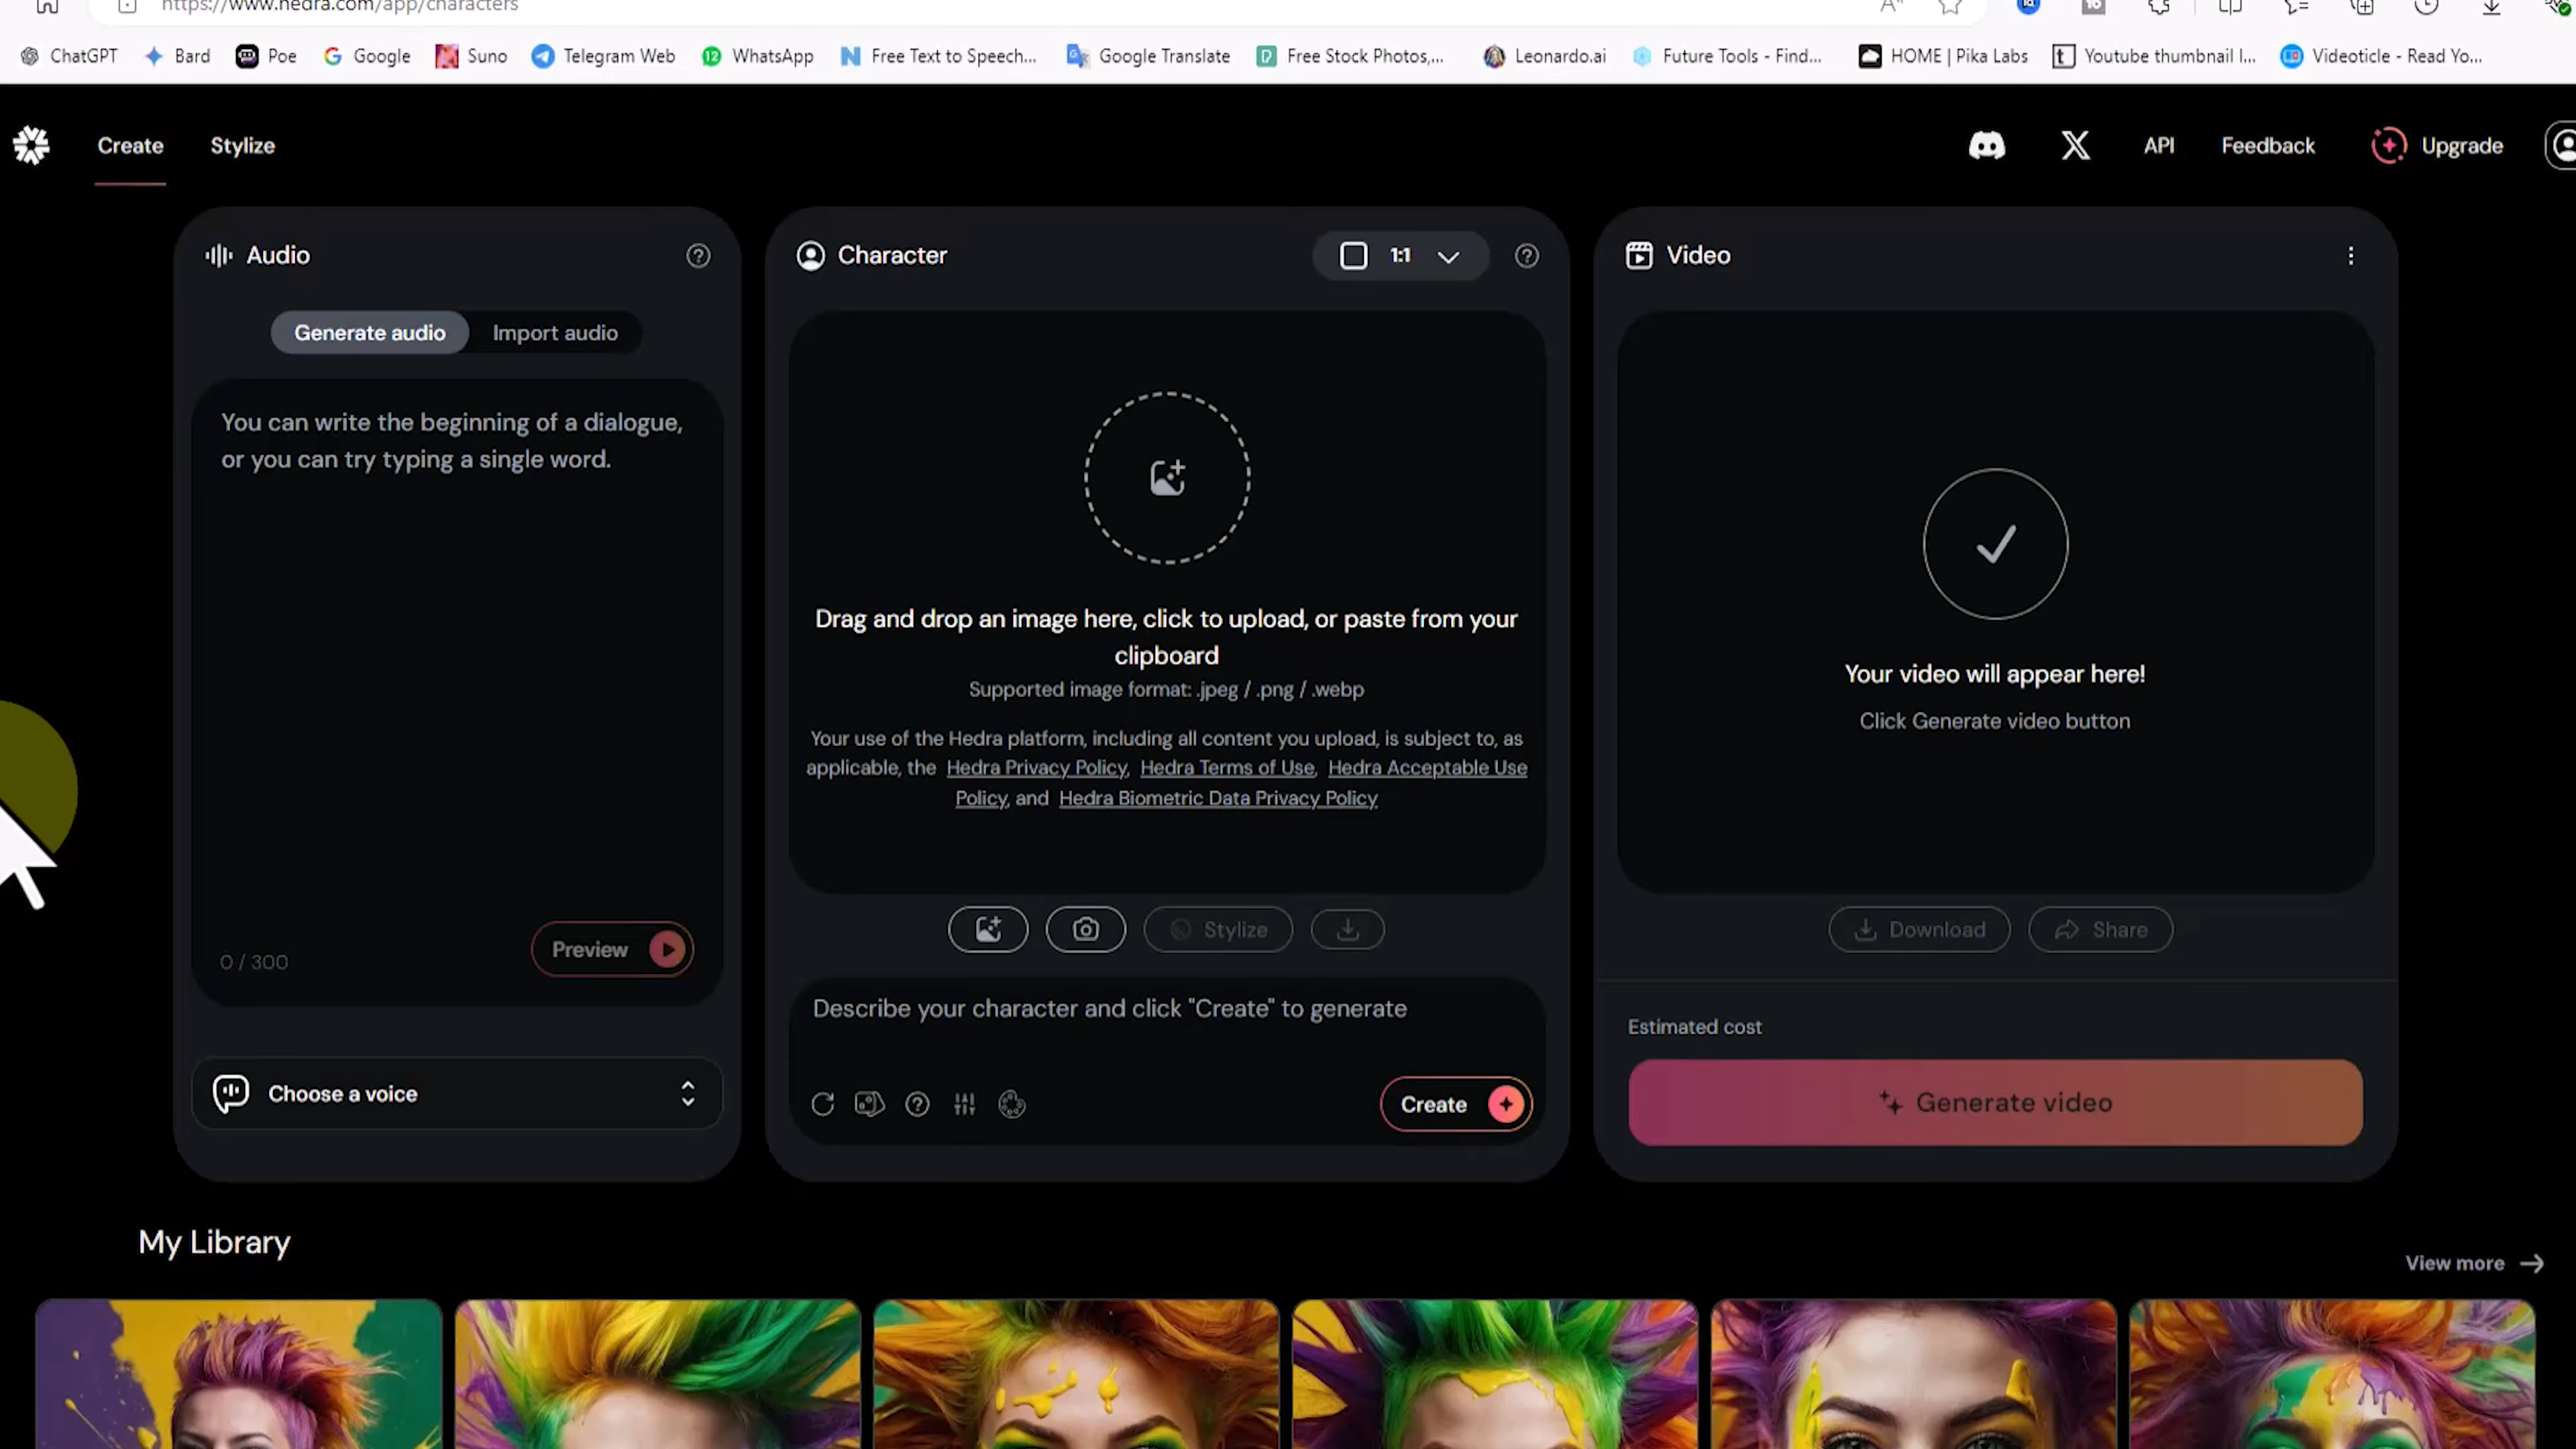 https://www.hedra.com/app/characters
ChatGPT Bard Poe Google Suno Telegram Web 12 WhatsApp Free Text to Speech... Google Translate Free Stock Photos,... Leonardo.ai Future Tools - Find... HOME | Pika Labs Youtube thumbnail I... Videoticle - Read Yo...
Create Stylize API Feedback Upgrade
Audio
Generate audio Import audio
You can write the beginning of a dialogue,
or you can try typing a single word.
0 / 300
Preview
Choose a voice
Character 1:1
Drag and drop an image here, click to upload, or paste from your
clipboard
Supported image format: .jpeg / .png / .webp
Your use of the Hedra platform, including all content you upload, is subject to, as
applicable, the Hedra Privacy Policy, Hedra Terms of Use, Hedra Acceptable Use
Policy, and Hedra Biometric Data Privacy Policy
Stylize
Describe your character and click "Create" to generate
Create
Video
Your video will appear here!
Click Generate video button
Download Share
Estimated cost
Generate video
My Library
View more